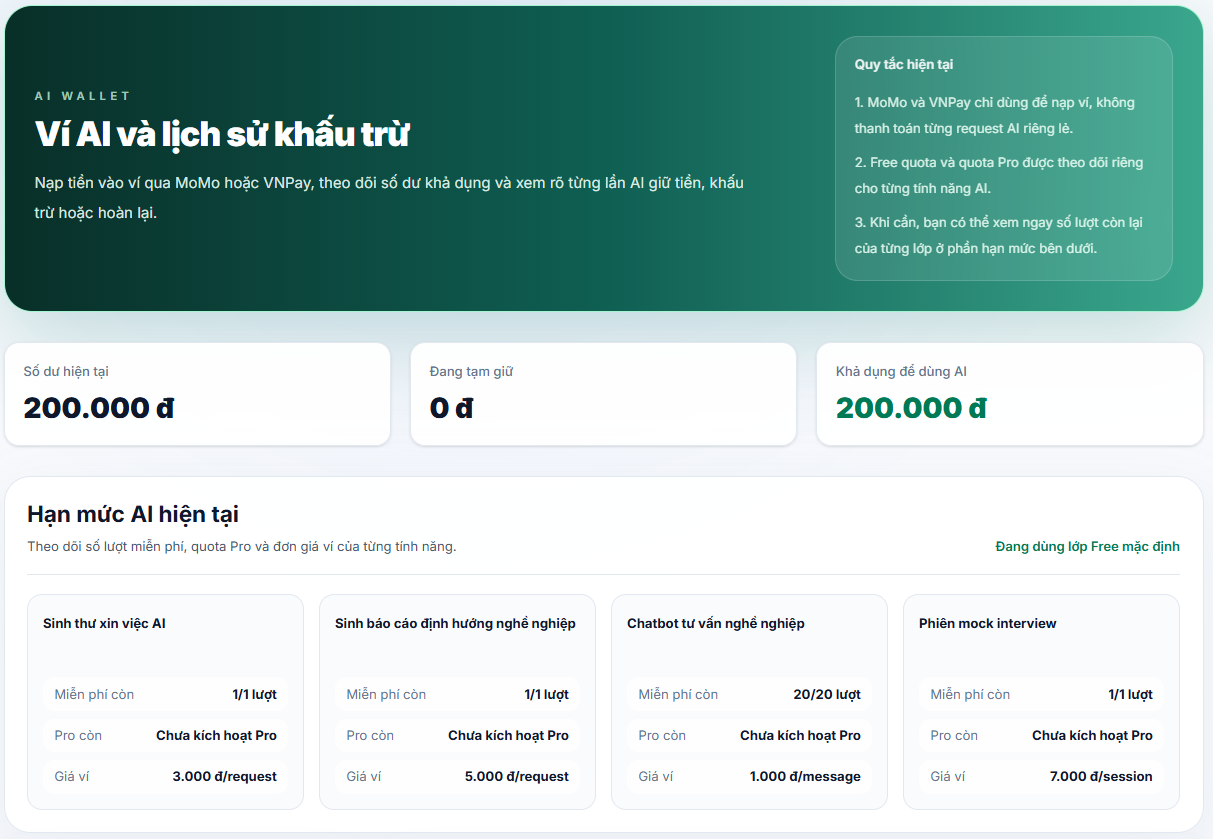 AI WALLET
Ví AI và lịch sử khấu trừ
Nạp tiền vào ví qua MoMo hoặc VNPay, theo dõi số dư khả dụng và xem rõ từng lần AI giữ tiền, khấu
trừ hoặc hoàn lại.
Quy tắc hiện tại
1. MoMo và VNPay chỉ dùng để nạp ví, không
thanh toán từng request AI riêng lẻ.
2. Free quota và quota Pro được theo dõi riêng
cho từng tính năng AI.
3. Khi cần, bạn có thể xem ngay số lượt còn lại
của từng lớp ở phần hạn mức bên dưới.
Số dư hiện tại
200.000 đ
Đang tạm giữ
0 đ
Khả dụng để dùng AI
200.000 đ
Hạn mức AI hiện tại
Theo dõi số lượt miễn phí, quota Pro và đơn giá ví của từng tính năng.
Đang dùng lớp Free mặc định
Sinh thư xin việc AI
Miễn phí còn 1/1 lượt
Pro còn Chưa kích hoạt Pro
Giá ví 3.000 đ/request
Sinh báo cáo định hướng nghề nghiệp
Miễn phí còn 1/1 lượt
Pro còn Chưa kích hoạt Pro
Giá ví 5.000 đ/request
Chatbot tư vấn nghề nghiệp
Miễn phí còn 20/20 lượt
Pro còn Chưa kích hoạt Pro
Giá ví 1.000 đ/message
Phiên mock interview
Miễn phí còn 1/1 lượt
Pro còn Chưa kích hoạt Pro
Giá ví 7.000 đ/session